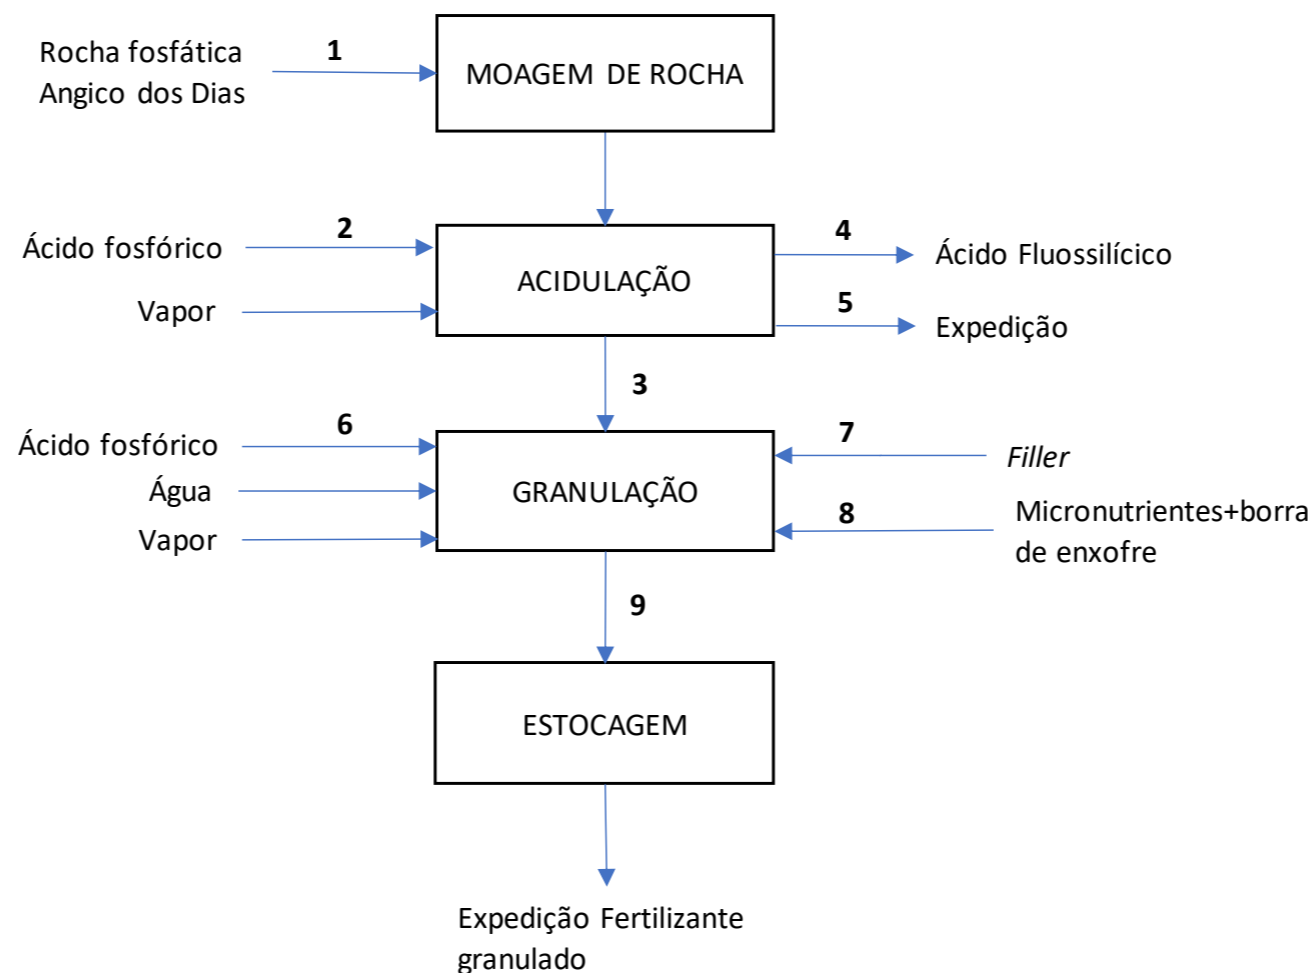 Rocha fosfática
Angico dos Dias
1
MOAGEM DE ROCHA
Ácido fosfórico
2
Vapor
ACIDULAÇÃO
4
Ácido Fluossilícico
5
Expedição
3
Ácido fosfórico
6
Água
Vapor
GRANULAÇÃO
7
Filler
8
Micronutrientes+borra
de enxofre
9
ESTOCAGEM
Expedição Fertilizante
granulado